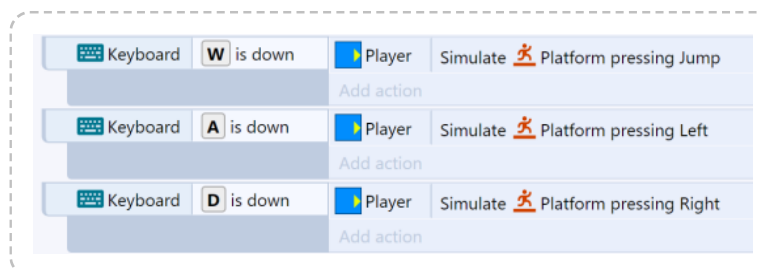 Keyboard W is down Player Simulate Platform pressing Jump
Add action
Keyboard A is down Player Simulate Platform pressing Left
Add action
Keyboard D is down Player Simulate Platform pressing Right
Add action